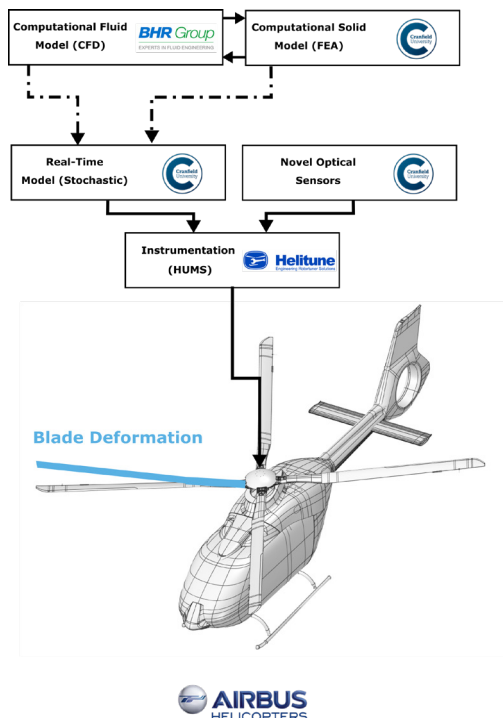 Computational Fluid
Model (CFD)
BHR Group
EXPERTS IN FLUID ENGINEERING
Computational Solid
Model (FEA)
Cranfield
University
Real-Time
Model (Stochastic)
Cranfield
University
Novel Optical
Sensors
Cranfield
University
Instrumentation
(HUMS)
Helitune
Engineering Rotorliner Solutions
Blade Deformation
AIRBUS
HELICOPTERS